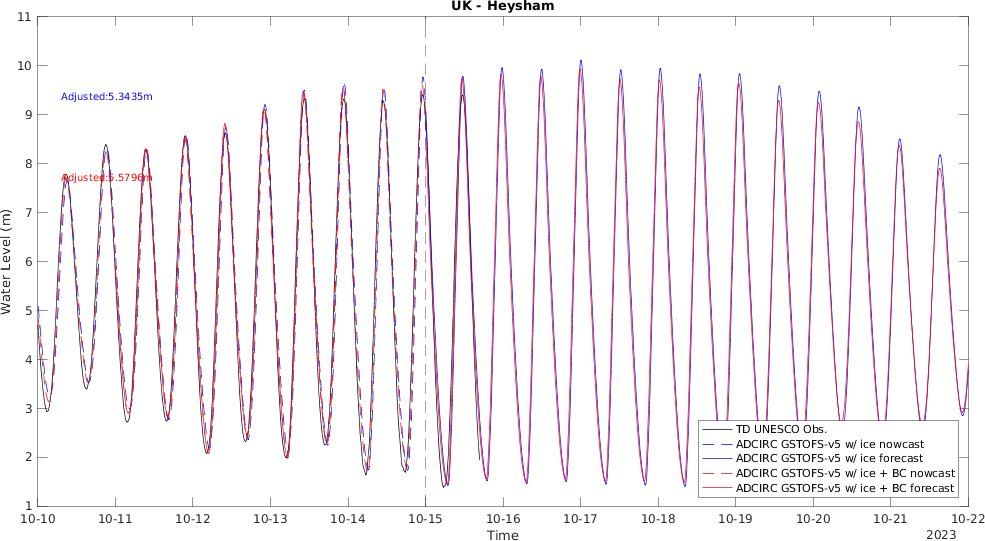 UK - Heysham
11
10
9
8
7
6
5
4
3
2
1
Water Level (m)
Adjusted:5.3435m
Adjusted:5.5796m
TD UNESCO Obs.
ADCIRC GSTOFS-v5 w/ ice nowcast
ADCIRC GSTOFS-v5 w/ ice forecast
ADCIRC GSTOFS-v5 w/ ice + BC nowcast
ADCIRC GSTOFS-v5 w/ ice + BC forecast
10-10 10-11 10-12 10-13 10-14 10-15 10-16 10-17 10-18 10-19 10-20 10-21 10-22
Time
2023